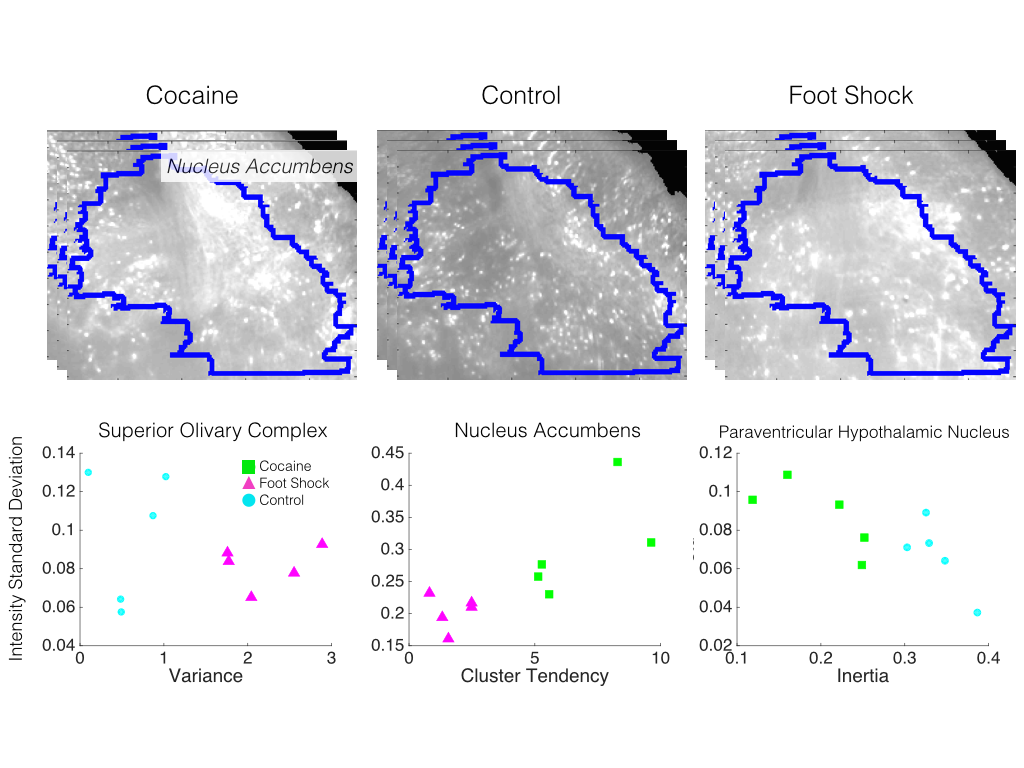 Cocaine
Control
Foot Shock
Nucleus Accumbens
Superior Olivary Complex
Intensity Standard Deviation
0.14
0.12
0.1
0.08
0.06
0.04
0
1
2
3
Variance
Cocaine
Foot Shock
Control
Nucleus Accumbens
0.45
0.4
0.35
0.3
0.25
0.2
0.15
0
5
10
Cluster Tendency
Paraventricular Hypothalamic Nucleus
0.12
0.1
0.08
0.06
0.04
0.02
0.1
0.2
0.3
0.4
Inertia